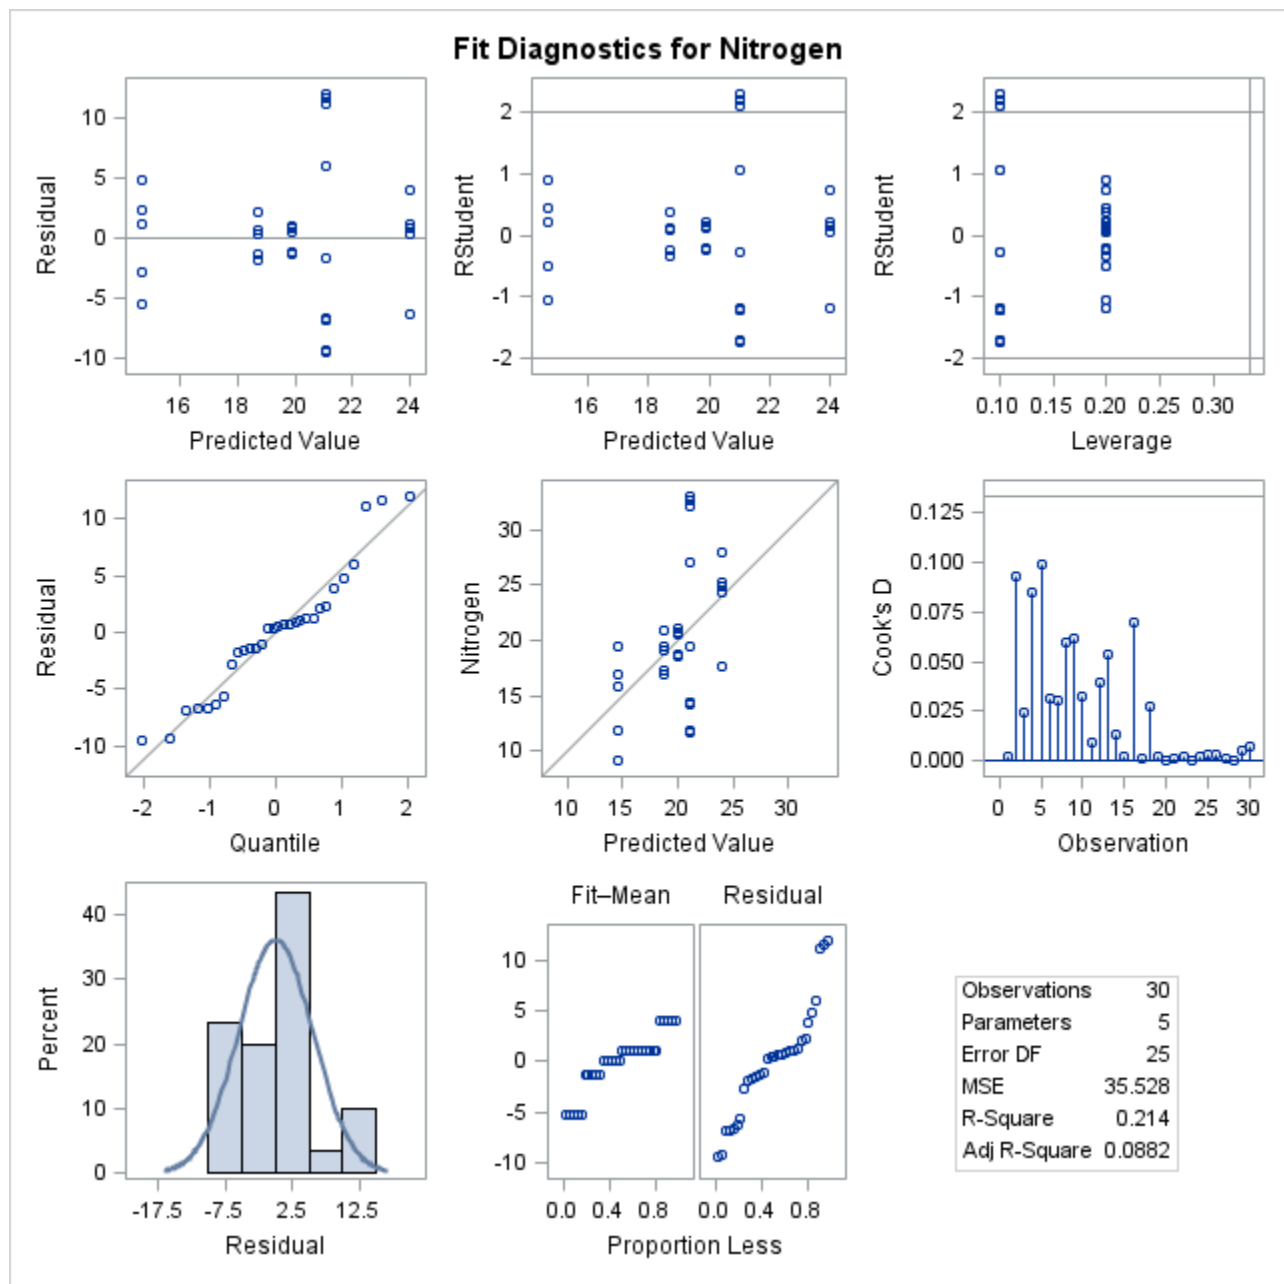 Fit Diagnostics for Nitrogen
Residual
10
5
0
-5
-10
16 18 20 22 24
Predicted Value
RStudent
2
1
0
-1
-2
16 18 20 22 24
Predicted Value
RStudent
2
1
0
-1
-2
0.10 0.15 0.20 0.25 0.30
Leverage
Residual
10
5
0
-5
-10
-2 -1 0 1 2
Quantile
Nitrogen
30
25
20
15
10
10 15 20 25 30
Predicted Value
Cook's D
0.125
0.100
0.075
0.050
0.025
0.000
0 5 10 15 20 25 30
Observation
Percent
40
30
20
10
0
-17.5 -7.5 2.5 12.5
Residual
Fit–Mean Residual
10
5
0
-5
-10
0.0 0.4 0.8 0.0 0.4 0.8
Proportion Less
Observations 30
Parameters 5
Error DF 25
MSE 35.528
R-Square 0.214
Adj R-Square 0.0882